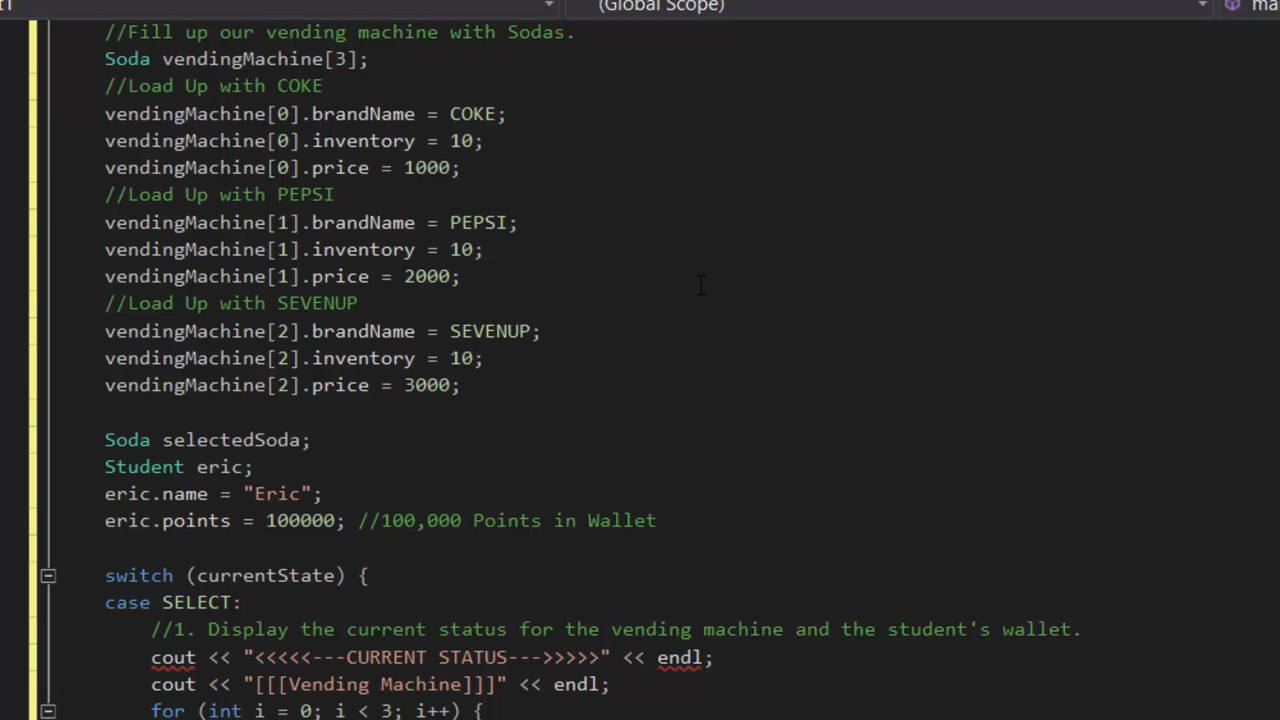 (Global Scope)
//Fill up our vending machine with Sodas.
Soda vendingMachine[3];
//Load Up with COKE
vendingMachine[0].brandName = COKE;
vendingMachine[0].inventory = 10;
vendingMachine[0].price = 1000;
//Load Up with PEPSI
vendingMachine[1].brandName = PEPSI;
vendingMachine[1].inventory = 10;
vendingMachine[1].price = 2000;
//Load Up with SEVENUP
vendingMachine[2].brandName = SEVENUP;
vendingMachine[2].inventory = 10;
vendingMachine[2].price = 3000;
Soda selectedSoda;
Student eric;
eric.name = "Eric";
eric.points = 100000; //100,000 Points in Wallet
switch (currentState) {
case SELECT:
//1. Display the current status for the vending machine and the student's wallet.
cout << "<<<<<---CURRENT STATUS--->>>>>" << endl;
cout << "[[[Vending Machine]]]" << endl;
for (int i = 0; i < 3; i++) {